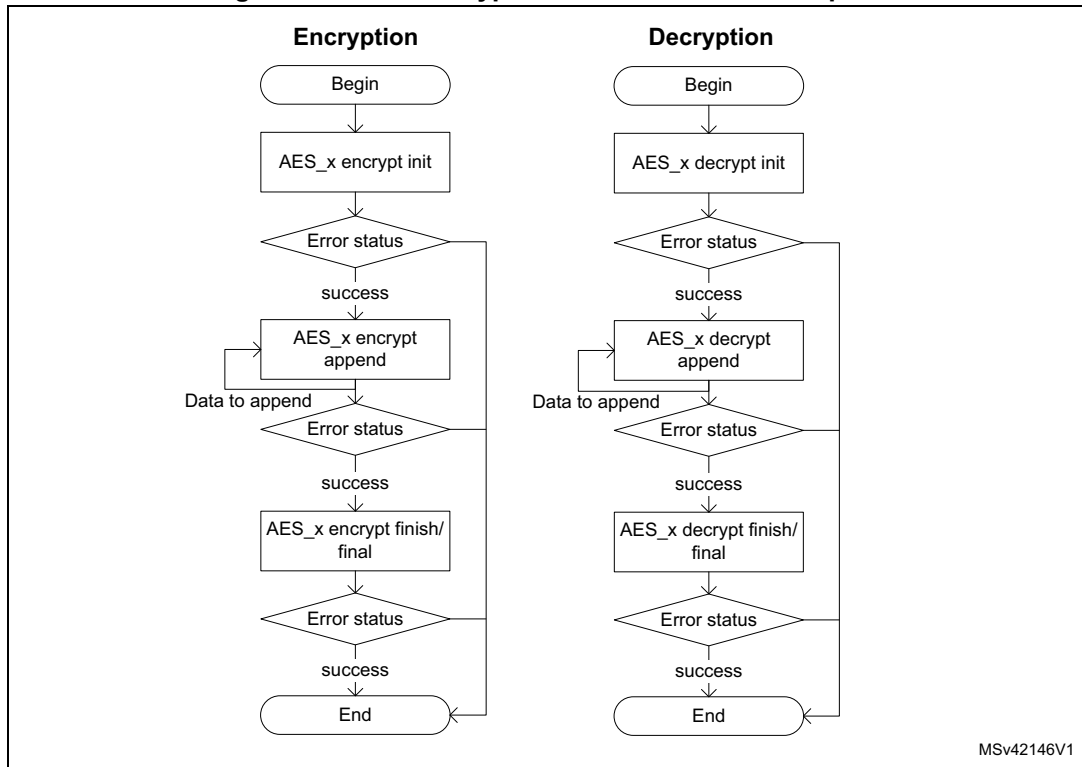 Encryption
Begin
AES_x encrypt init
Error status
success
AES_x encrypt
append
Data to append
Error status
success
AES_x encrypt finish/
final
Error status
success
End
Decryption
Begin
AES_x decrypt init
Error status
success
AES_x decrypt
append
Data to append
Error status
success
AES_x decrypt finish/
final
Error status
success
End
MSv42146V1